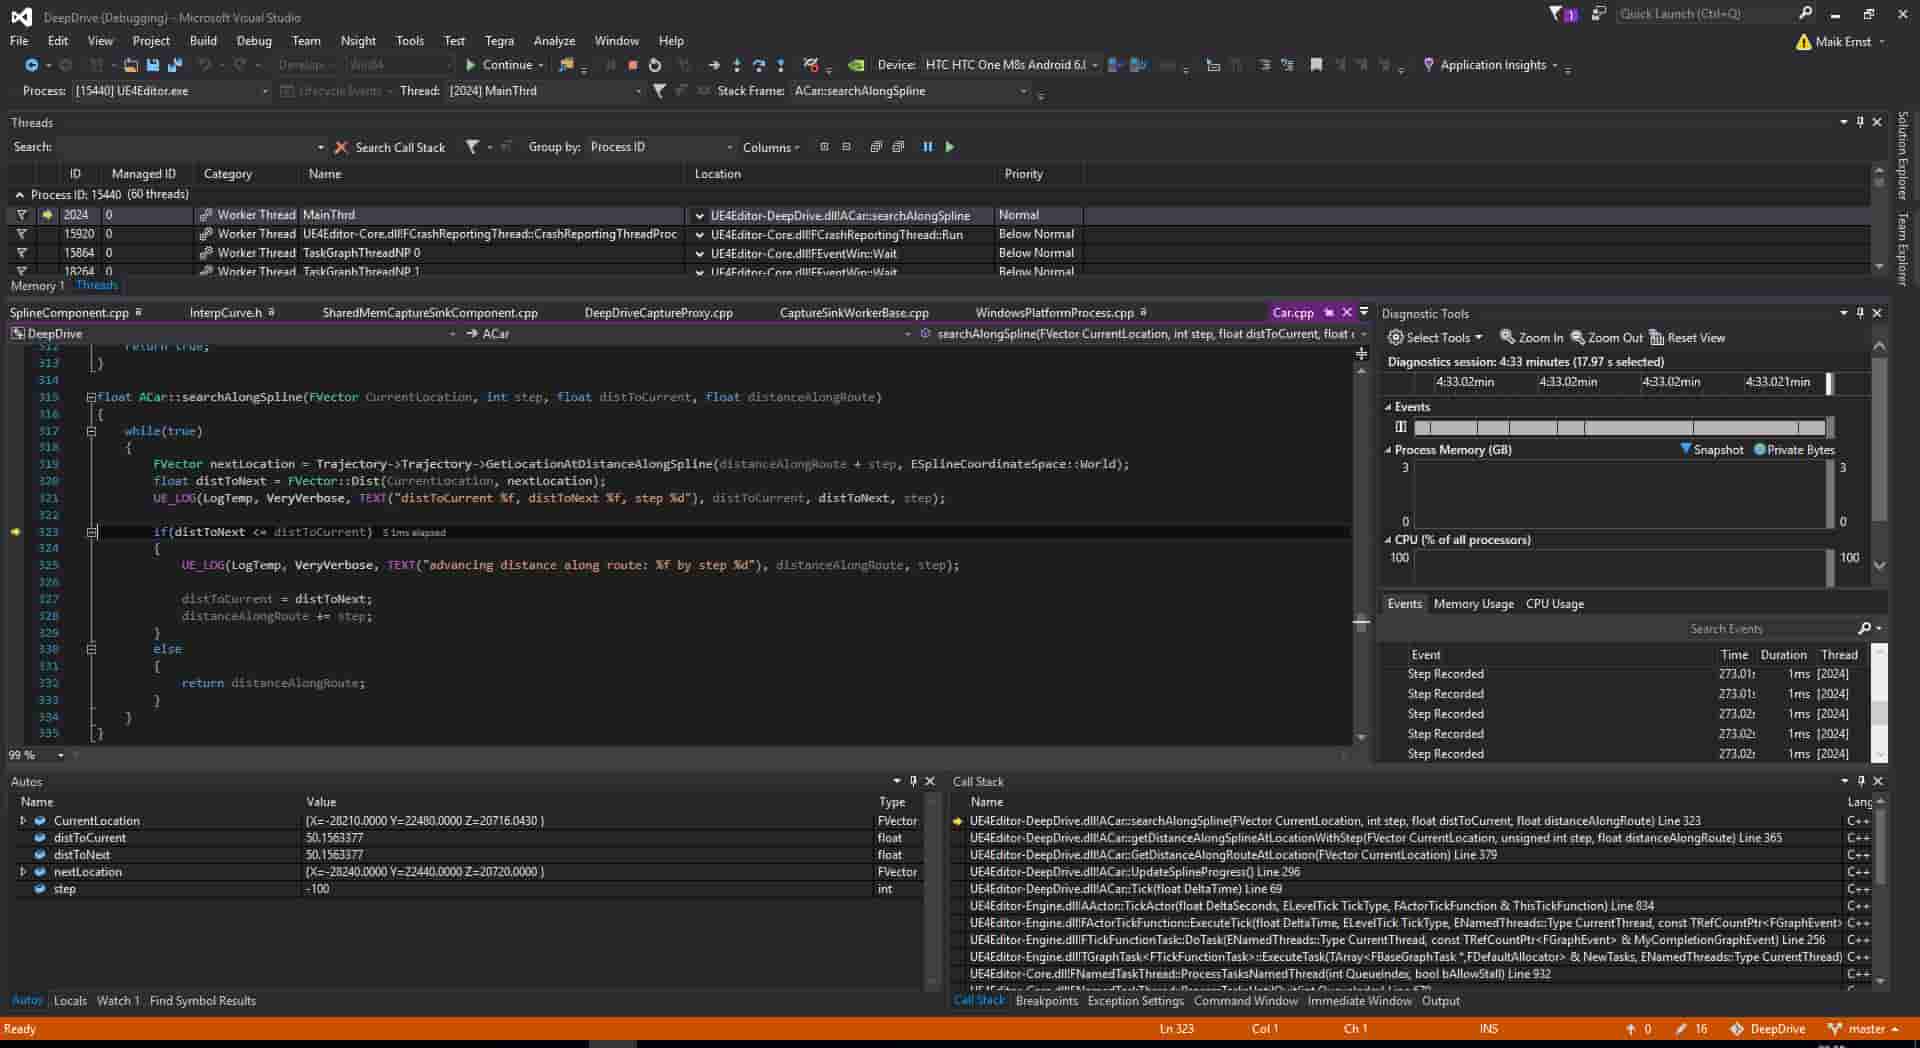 DeepDrive (Debugging) - Microsoft Visual Studio
1
Quick Launch (Ctrl+Q)
File Edit View Project Build Debug Team Nsight Tools Test Tegra Analyze Window Help
Maik Ernst
Develop Win64 Continue Device: HTC HTC One M8s Android 6.( Application Insights
Process: [15440] UE4Editor.exe Lifecycle Events Thread: [2024] MainThrd Stack Frame: ACar::searchAlongSpline
Threads
Search: Search Call Stack Group by: Process ID Columns
ID Managed ID Category Name Location Priority
Process ID: 15440 (60 threads)
2024 0 Worker Thread MainThrd UE4Editor-DeepDrive.dll!ACar::searchAlongSpline Normal
15920 0 Worker Thread UE4Editor-Core.dll!FCrashReportingThread::CrashReportingThreadProc UE4Editor-Core.dll!FCrashReportingThread::Run Below Normal
15864 0 Worker Thread TaskGraphThreadNP 0 UE4Editor-Core.dll!FEventWin::Wait Below Normal
18264 0 Worker Thread TaskGraphThreadNP 1 UE4Editor-Core.dll!FEventWin::Wait Below Normal
Memory 1 Threads
Solution Explorer
Team Explorer
SplineComponent.cpp InterpCurve.h SharedMemCaptureSinkComponent.cpp DeepDriveCaptureProxy.cpp CaptureSinkWorkerBase.cpp WindowsPlatformProcess.cpp Car.cpp
DeepDrive ACar searchAlongSpline(FVector CurrentLocation, int step, float distToCurrent, float c
312 return true;
313 }
314
315 float ACar::searchAlongSpline(FVector CurrentLocation, int step, float distToCurrent, float distanceAlongRoute)
316 {
317 while(true)
318 {
319 FVector nextLocation = Trajectory->Trajectory->GetLocationAtDistanceAlongSpline(distanceAlongRoute + step, ESplineCoordinateSpace::World);
320 float distToNext = FVector::Dist(CurrentLocation, nextLocation);
321 UE_LOG(LogTemp, VeryVerbose, TEXT("distToCurrent %f, distToNext %f, step %d"), distToCurrent, distToNext, step);
322
323 if(distToNext <= distToCurrent) ≤ 1ms elapsed
324 {
325 UE_LOG(LogTemp, VeryVerbose, TEXT("advancing distance along route: %f by step %d"), distanceAlongRoute, step);
326
327 distToCurrent = distToNext;
328 distanceAlongRoute += step;
329 }
330 else
331 {
332 return distanceAlongRoute;
333 }
334 }
335 }
99 %
Diagnostic Tools
Select Tools Zoom In Zoom Out Reset View
Diagnostics session: 4:33 minutes (17.97 s selected)
4:33.02min 4:33.02min 4:33.02min 4:33.021min
Events
Process Memory (GB) Snapshot Private Bytes
3 3
0 0
CPU (% of all processors)
100 100
Events Memory Usage CPU Usage
Search Events
Event Time Duration Thread
Step Recorded 273.01s 1ms [2024]
Step Recorded 273.01s 1ms [2024]
Step Recorded 273.02s 1ms [2024]
Step Recorded 273.02s 1ms [2024]
Step Recorded 273.02s 1ms [2024]
Autos
Name Value Type
CurrentLocation {X=-28210.0000 Y=22480.0000 Z=20716.0430 } FVector
distToCurrent 50.1563377 float
distToNext 50.1563377 float
nextLocation {X=-28240.0000 Y=22440.0000 Z=20720.0000 } FVector
step -100 int
Autos Locals Watch 1 Find Symbol Results
Call Stack
Name Lang
UE4Editor-DeepDrive.dll!ACar::searchAlongSpline(FVector CurrentLocation, int step, float distToCurrent, float distanceAlongRoute) Line 323 C++
UE4Editor-DeepDrive.dll!ACar::getDistanceAlongSplineAtLocationWithStep(FVector CurrentLocation, unsigned int step, float distanceAlongRoute) Line 365 C++
UE4Editor-DeepDrive.dll!ACar::GetDistanceAlongRouteAtLocation(FVector CurrentLocation) Line 379 C++
UE4Editor-DeepDrive.dll!ACar::UpdateSplineProgress() Line 296 C++
UE4Editor-DeepDrive.dll!ACar::Tick(float DeltaTime) Line 69 C++
UE4Editor-Engine.dll!AActor::TickActor(float DeltaSeconds, ELevelTick TickType, FActorTickFunction & ThisTickFunction) Line 834 C++
UE4Editor-Engine.dll!FActorTickFunction::ExecuteTick(float DeltaTime, ELevelTick TickType, ENamedThreads::Type CurrentThread, const TRefCountPtr<FGraphEvent> C++
UE4Editor-Engine.dll!FTickFunctionTask::DoTask(ENamedThreads::Type CurrentThread, const TRefCountPtr<FGraphEvent> & MyCompletionGraphEvent) Line 256 C++
UE4Editor-Engine.dll!TGraphTask<FTickFunctionTask>::ExecuteTask(TArray<FBaseGraphTask *,FDefaultAllocator> & NewTasks, ENamedThreads::Type CurrentThread) C++
UE4Editor-Core.dll!FNamedTaskThread::ProcessTasksNamedThread(int QueueIndex, bool bAllowStall) Line 932 C++
Call Stack Breakpoints Exception Settings Command Window Immediate Window Output
Ready Ln 323 Col 1 Ch 1 INS 0 16 DeepDrive master